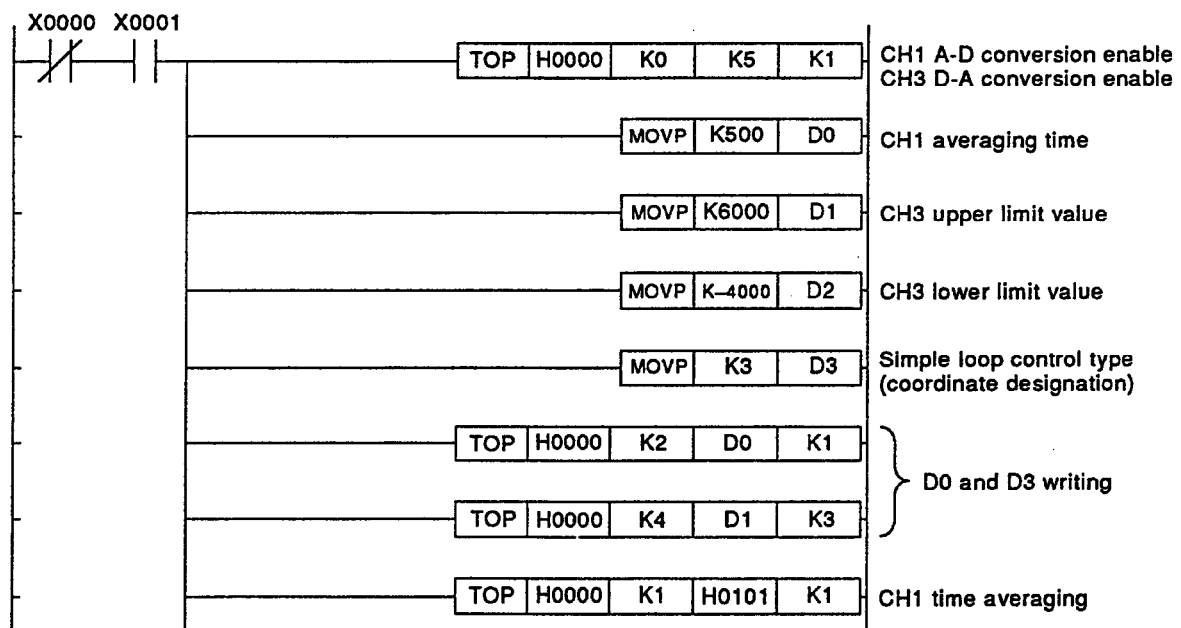 X0000 X0001
TOP H0000 K0 K5 K1 CH1 A-D conversion enable
CH3 D-A conversion enable
MOVP K500 D0 CH1 averaging time
MOVP K6000 D1 CH3 upper limit value
MOVP K–4000 D2 CH3 lower limit value
MOVP K3 D3 Simple loop control type
(coordinate designation)
TOP H0000 K2 D0 K1
D0 and D3 writing
TOP H0000 K4 D1 K3
TOP H0000 K1 H0101 K1 CH1 time averaging